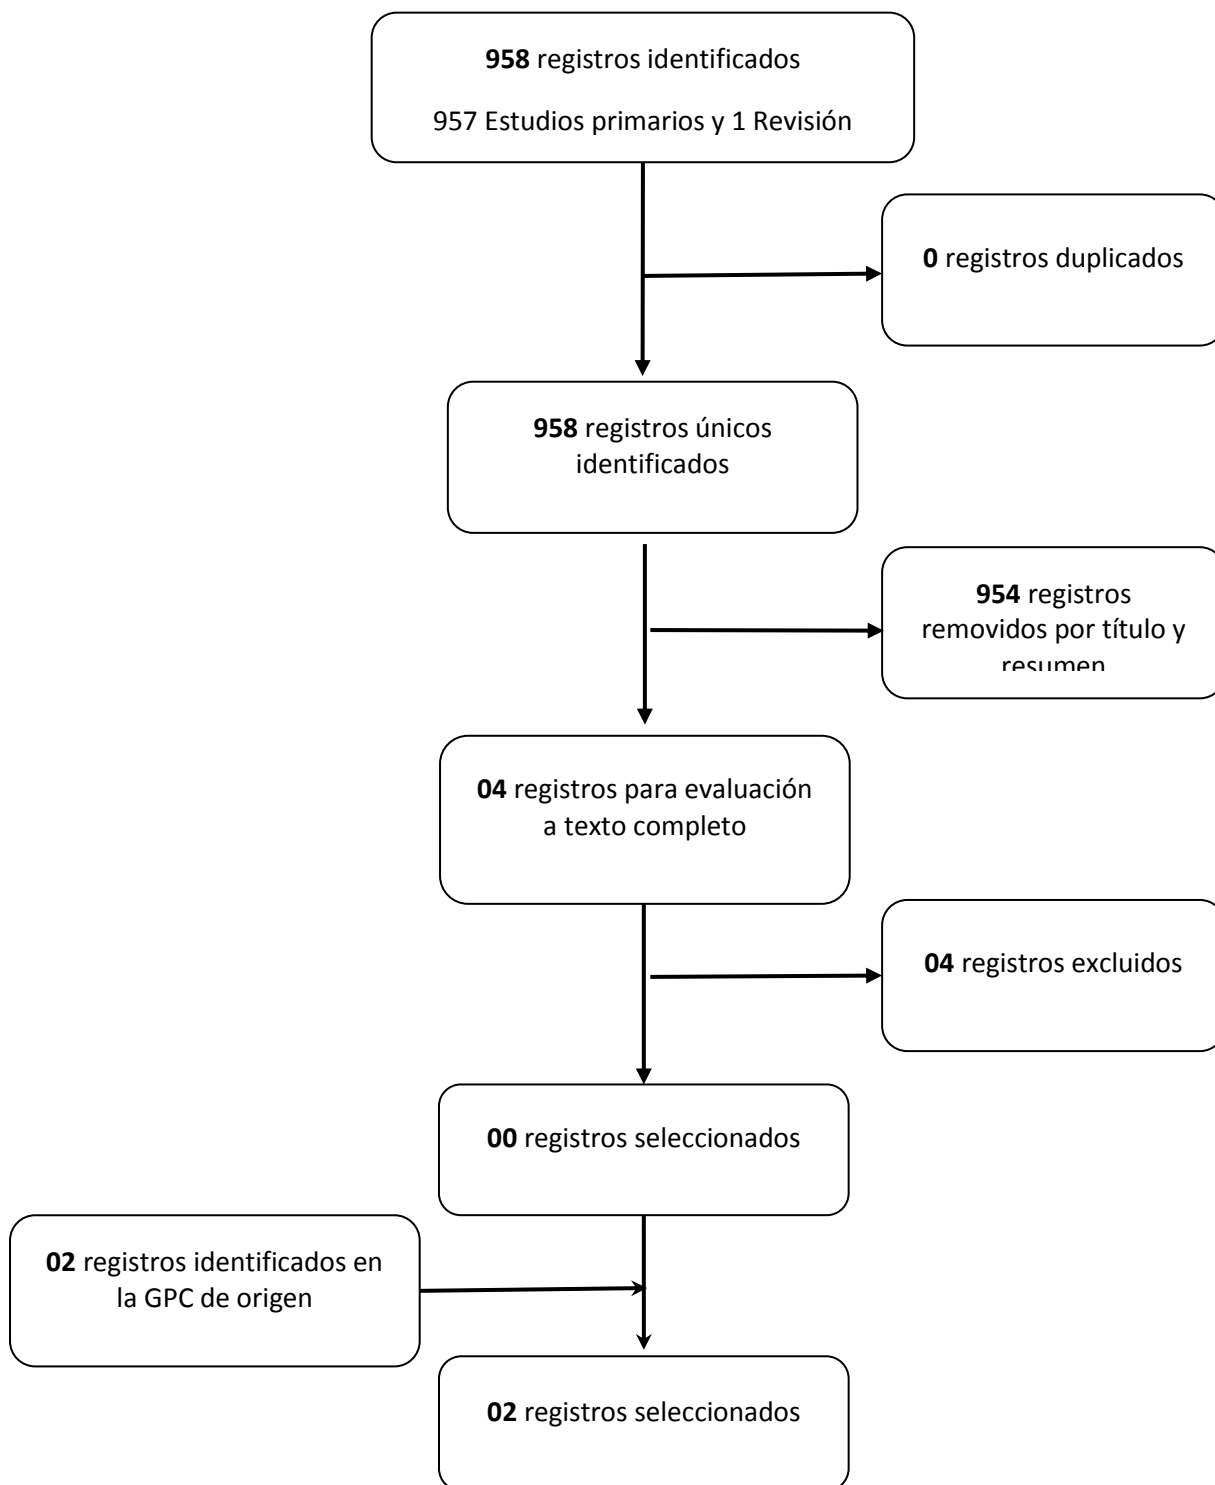 958 registros identificados
957 Estudios primarios y 1 Revisión
0 registros duplicados
958 registros únicos
identificados
954 registros
removidos por título y
resumen
04 registros para evaluación
a texto completo
04 registros excluidos
00 registros seleccionados
02 registros identificados en
la GPC de origen
02 registros seleccionados